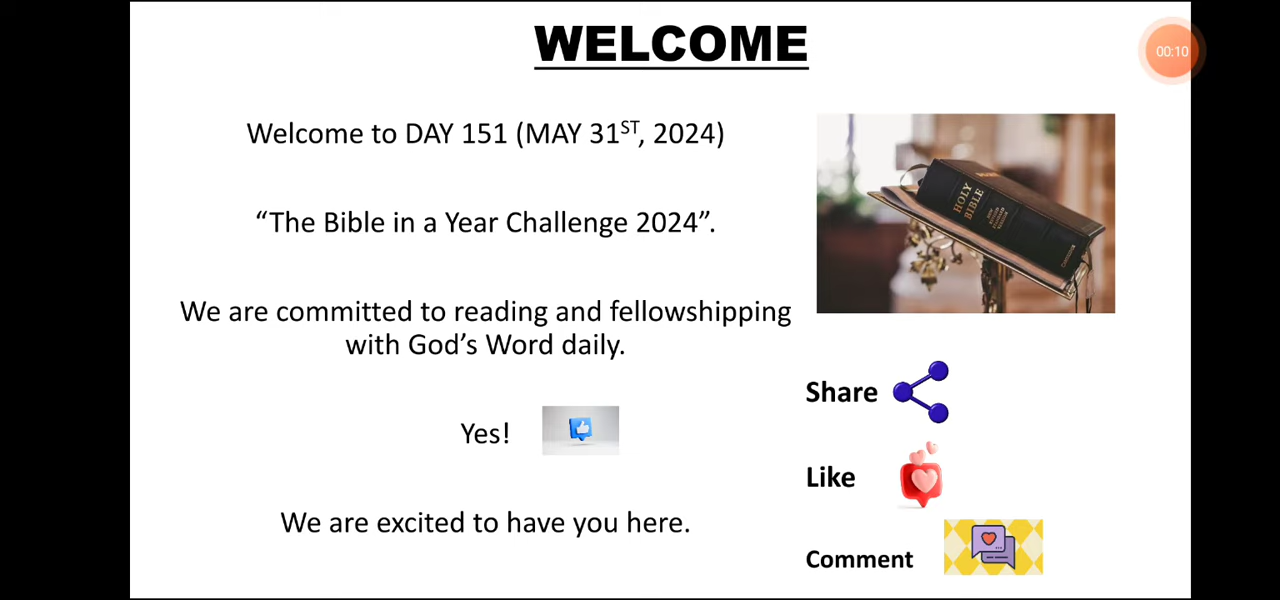 WELCOME
00:10
Welcome to DAY 151 (MAY 31ST, 2024)
“The Bible in a Year Challenge 2024”.
HOLY
BIBLE
We are committed to reading and fellowshipping
with God’s Word daily.
Share
Yes!
Like
We are excited to have you here.
Comment